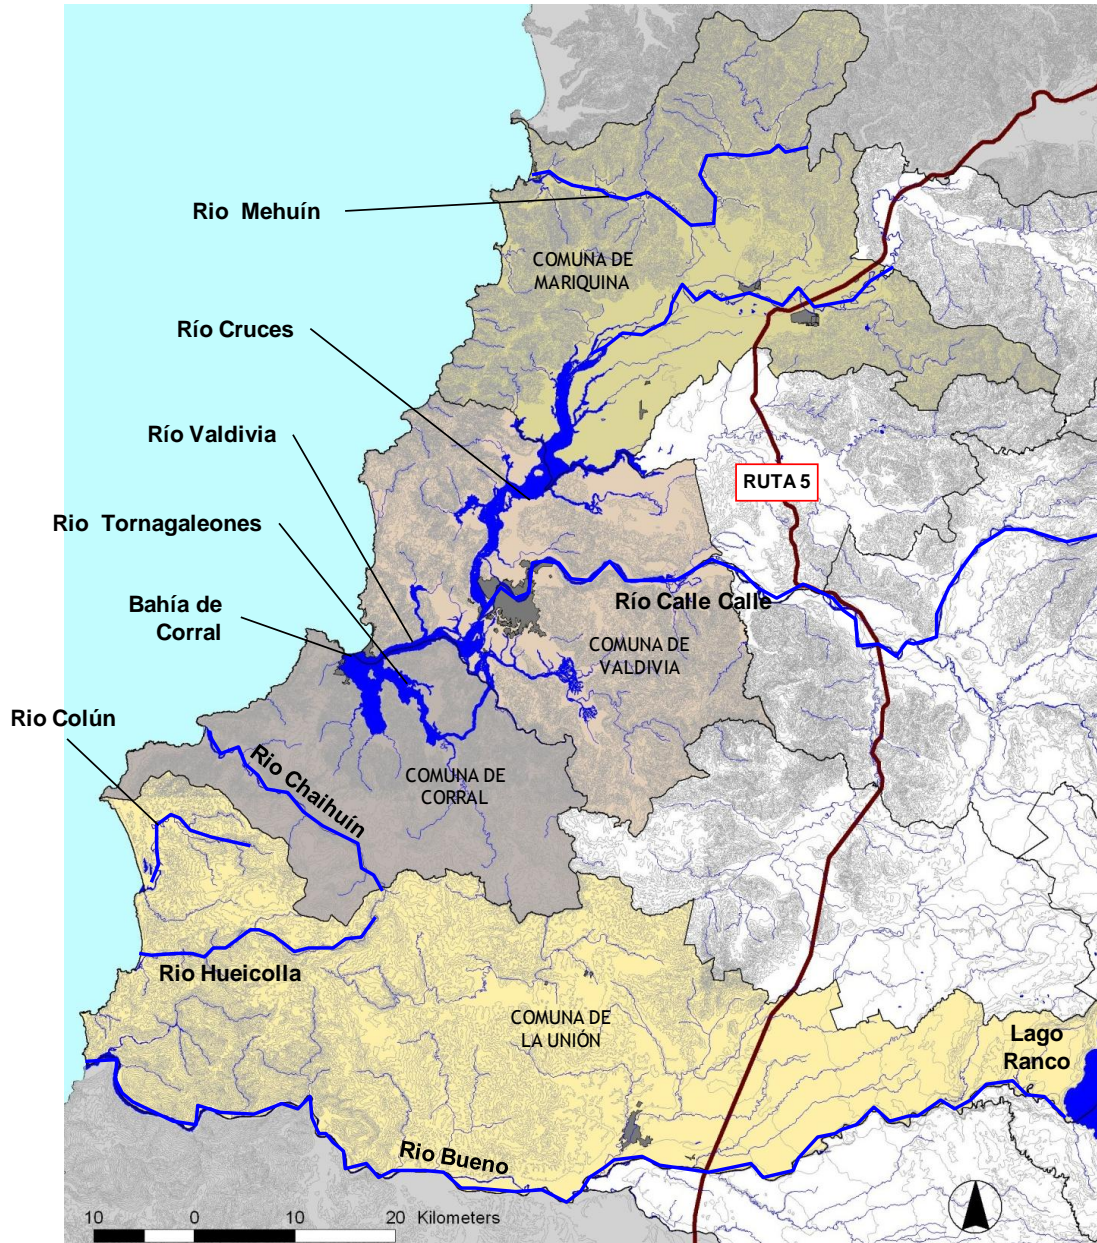 Rio Mehuín
COMUNA DE
MARIQUINA
Río Cruces
Río Valdivia
RUTA 5
Rio Tornagaleones
Bahía de
Corral
Río Calle Calle
COMUNA DE
VALDIVIA
Rio Colún
Rio Chaihuín
COMUNA DE
CORRAL
Rio Hueicolla
COMUNA DE
LA UNIÓN
Lago
Ranco
Rio Bueno
10 0 10 20 Kilometers